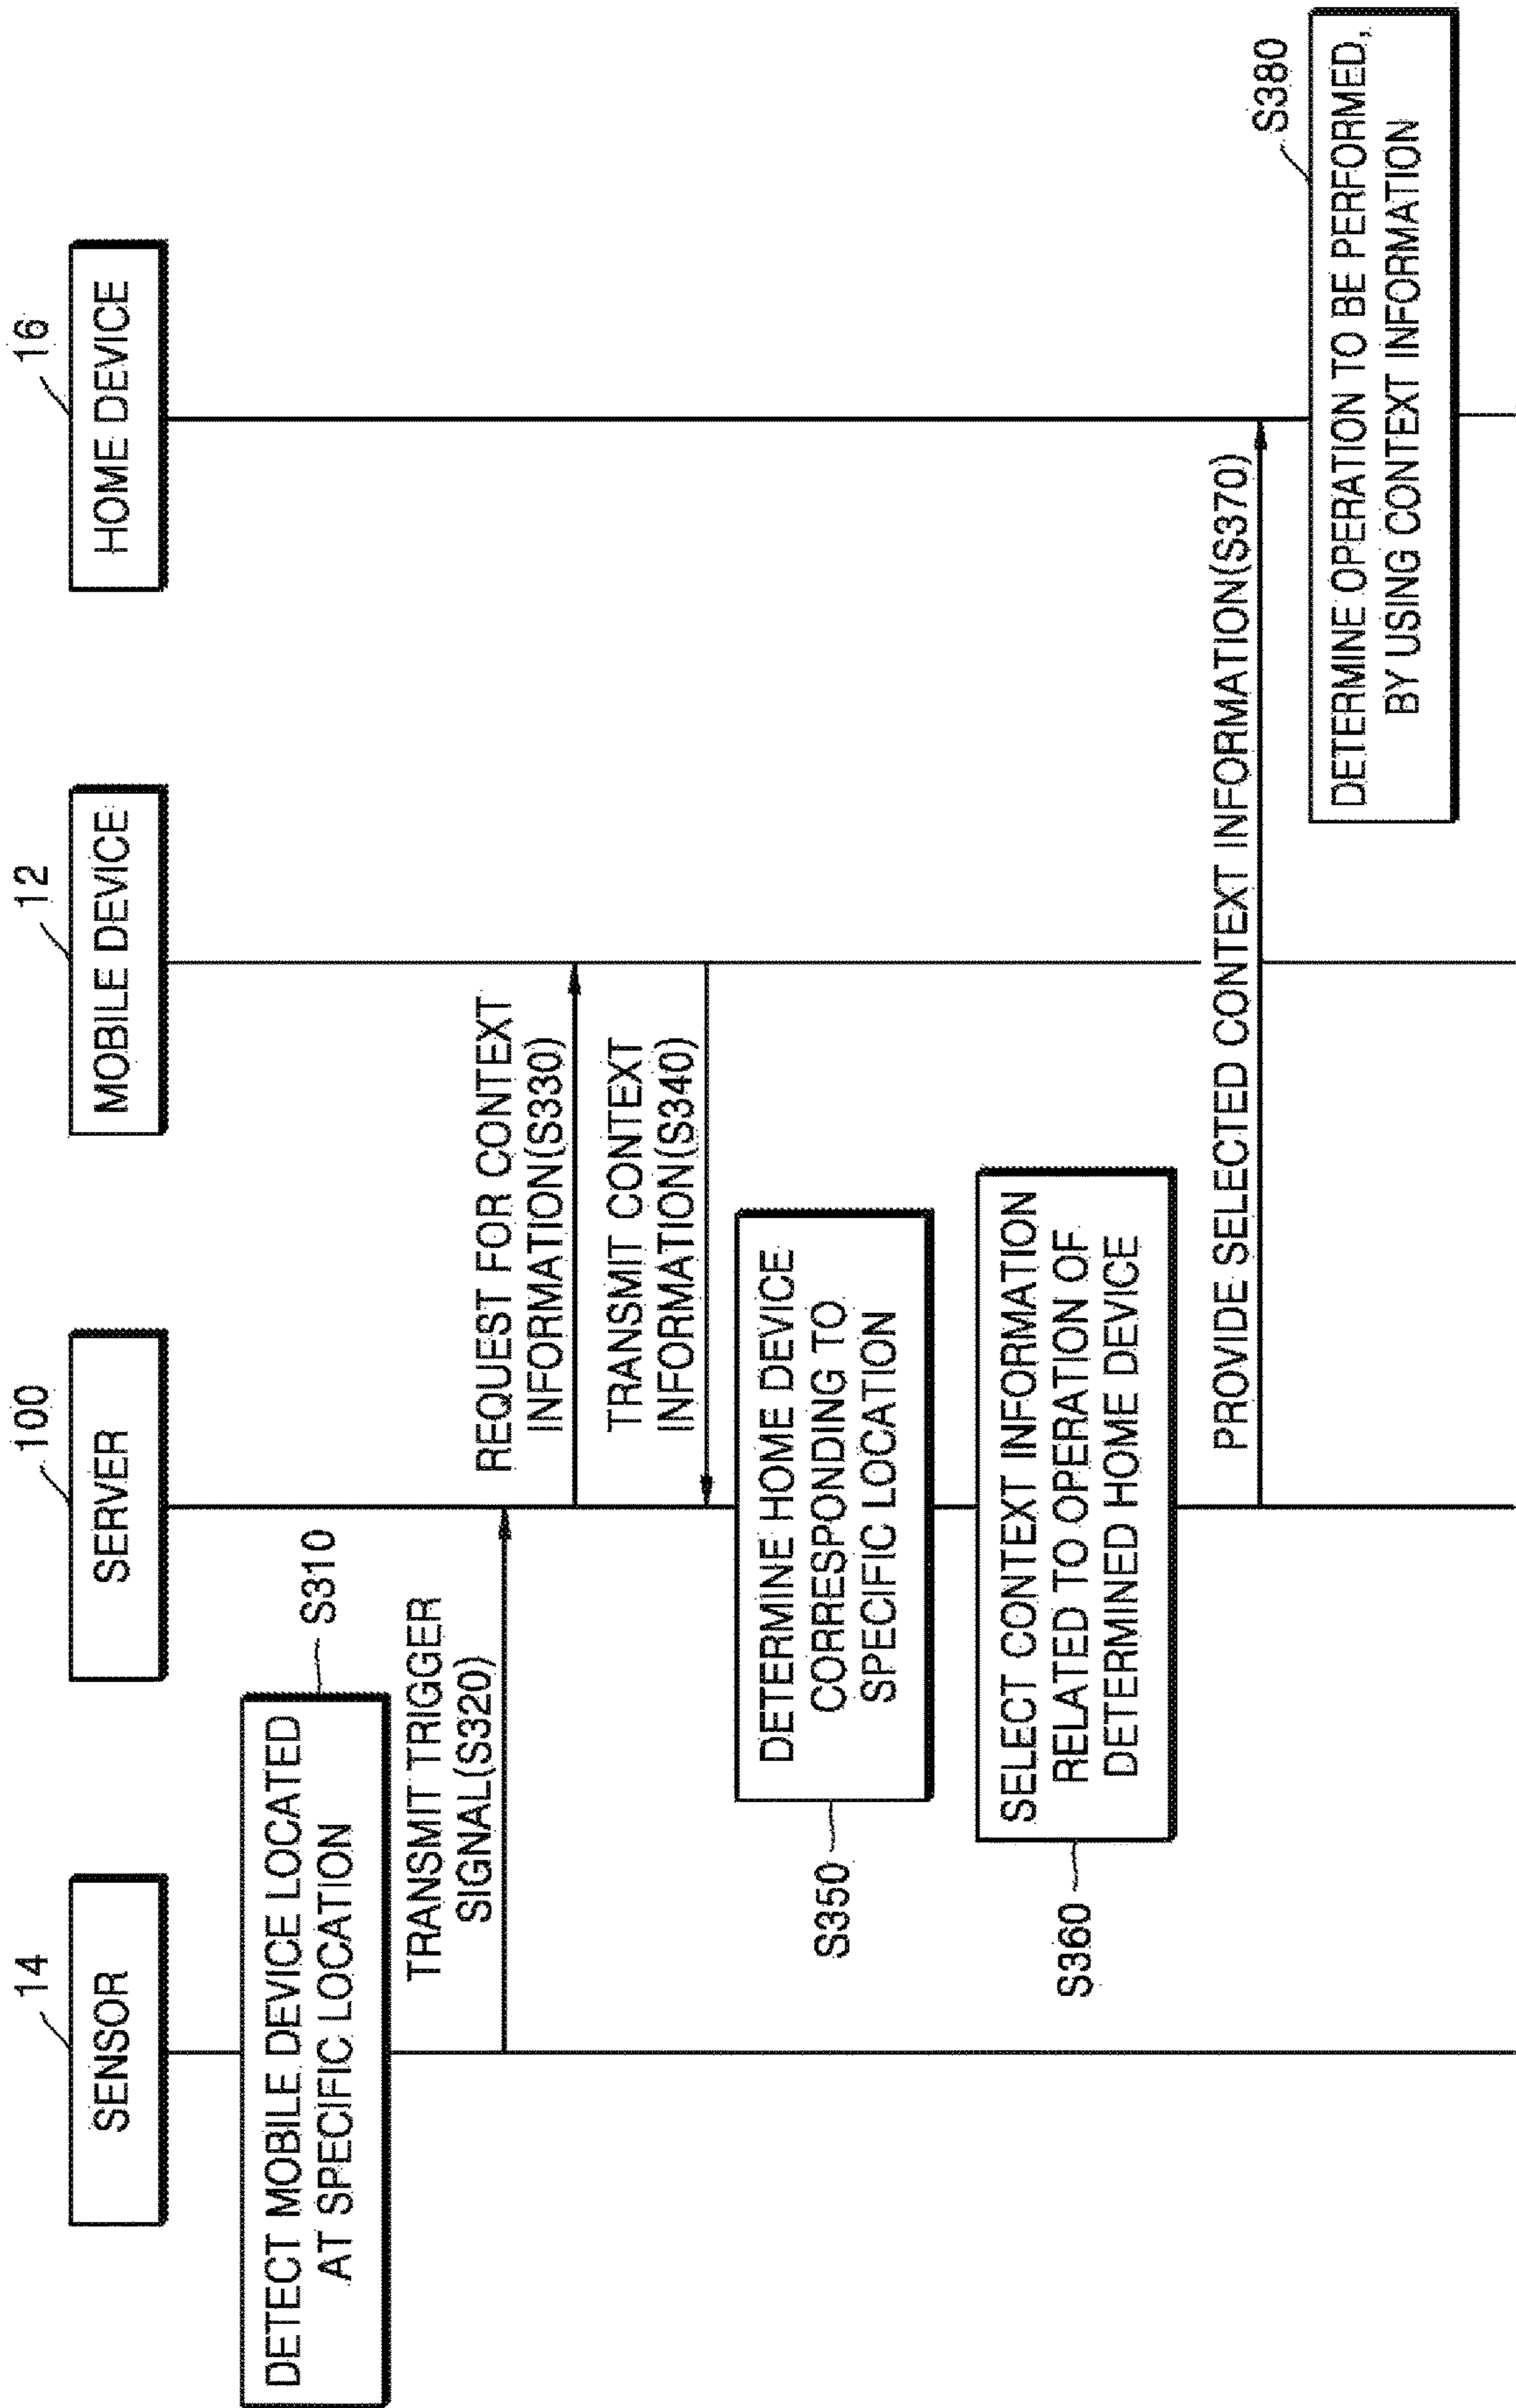 14
SENSOR
100
SERVER
12
MOBILE DEVICE
16
HOME DEVICE
DETECT MOBILE DEVICE LOCATED
AT SPECIFIC LOCATION
S310
TRANSMIT TRIGGER
SIGNAL(S320)
REQUEST FOR CONTEXT
INFORMATION(S330)
TRANSMIT CONTEXT
INFORMATION(S340)
S350
DETERMINE HOME DEVICE
CORRESPONDING TO
SPECIFIC LOCATION
S360
SELECT CONTEXT INFORMATION
RELATED TO OPERATION OF
DETERMINED HOME DEVICE
PROVIDE SELECTED CONTEXT INFORMATION(S370)
S380
DETERMINE OPERATION TO BE PERFORMED,
BY USING CONTEXT INFORMATION